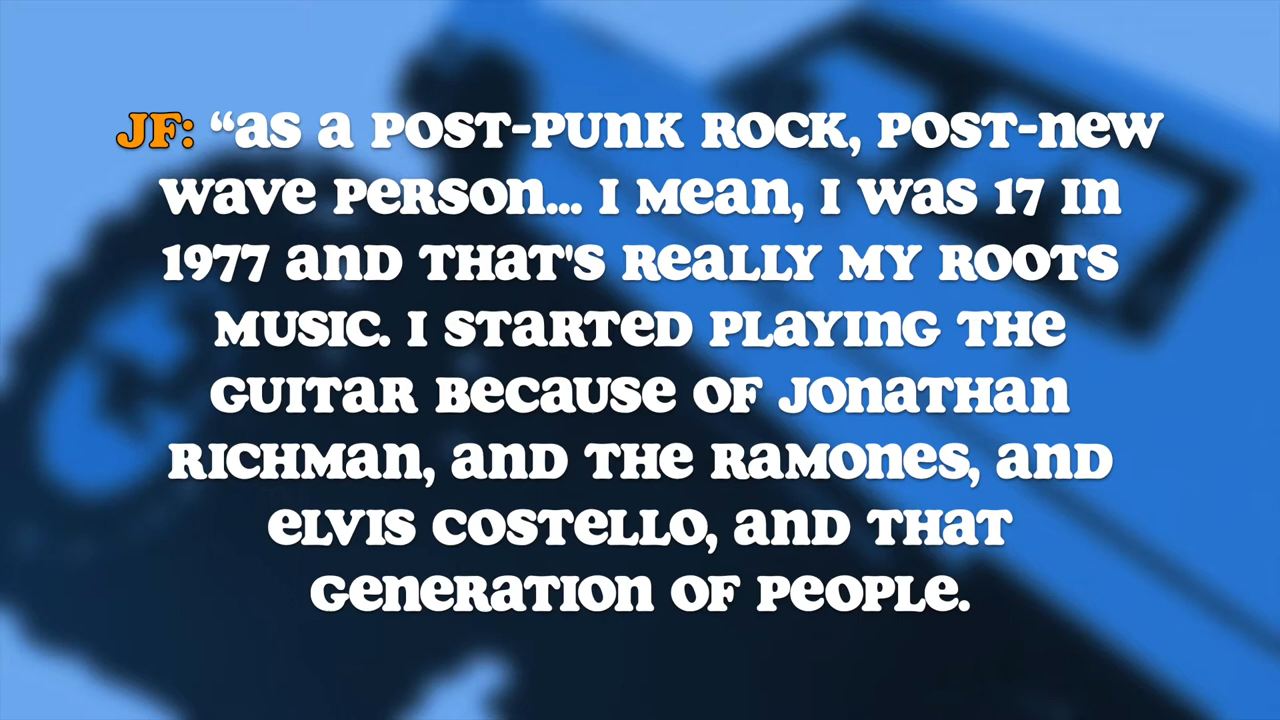 JF: “as a POST-PUnK ROCK, POST-new
wave PERSon... I Mean, I was 17 In
1977 anD THaT'S ReaLLY MY ROOTS
MUSIC. I STaRTeD PLaYInG THe
GUITaR BecaUSe OF JOnaTHan
RICHMan, anD THe RaMOnes, anD
eLVIS COSTeLLO, anD THaT
GeneRaTIOn OF PeOPLe.